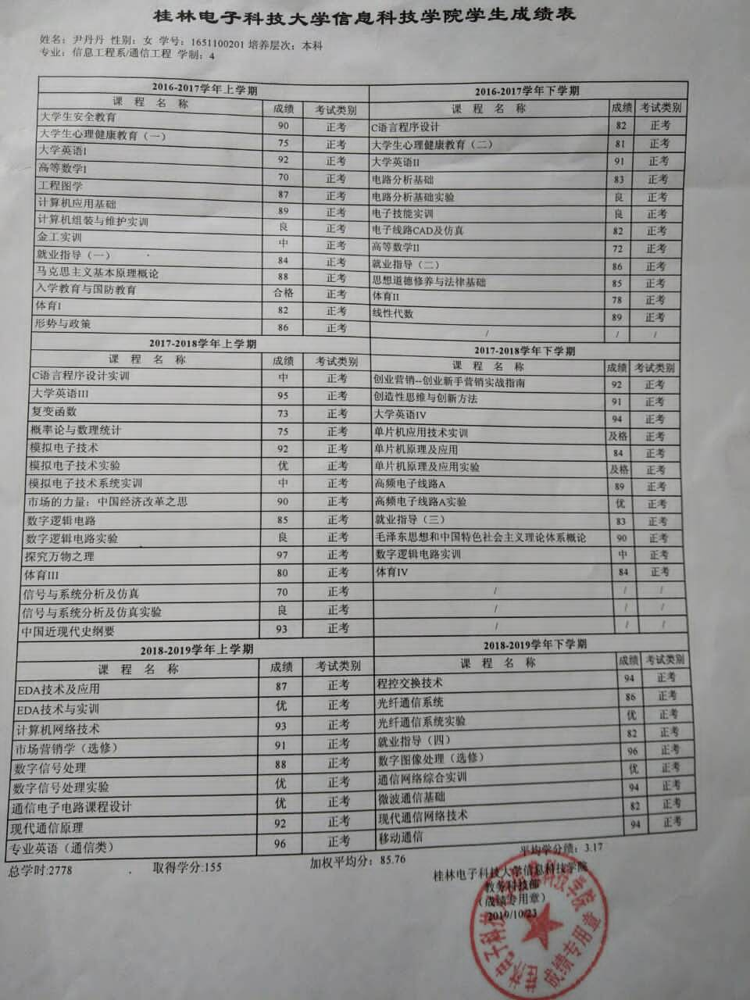 桂林电子科技大学信息科技学院学生成绩表
姓名：尹丹丹 性别：女 学号：1651100201 培养层次：本科
专业：信息工程系/通信工程 学制：4
2016-2017学年上学期
课 程 名 称 成绩 考试类别
大学生安全教育 90 正考
大学生心理健康教育（一） 75 正考
大学英语I 92 正考
高等数学I 70 正考
工程图学 87 正考
计算机应用基础 89 正考
计算机组装与维护实训 良 正考
金工实训 中 正考
就业指导（一） 84 正考
马克思主义基本原理概论 88 正考
入学教育与国防教育 合格 正考
体育I 82 正考
形势与政策 86 正考
2016-2017学年下学期
课 程 名 称 成绩 考试类别
C语言程序设计 82 正考
大学生心理健康教育（二） 81 正考
大学英语II 91 正考
电路分析基础 83 正考
电路分析基础实验 良 正考
电子技能实训 良 正考
电子线路CAD及仿真 82 正考
高等数学II 72 正考
就业指导（二） 86 正考
思想道德修养与法律基础 85 正考
体育II 78 正考
线性代数 89 正考
/ / /
2017-2018学年上学期
课 程 名 称 成绩 考试类别
C语言程序设计实训 中 正考
大学英语III 95 正考
复变函数 73 正考
概率论与数理统计 75 正考
模拟电子技术 92 正考
模拟电子技术实验 优 正考
模拟电子技术系统实训 中 正考
市场的力量：中国经济改革之思 90 正考
数字逻辑电路 85 正考
数字逻辑电路实验 良 正考
探究万物之理 97 正考
体育III 80 正考
信号与系统分析及仿真 70 正考
信号与系统分析及仿真实验 良 正考
中国近现代史纲要 93 正考
2017-2018学年下学期
课 程 名 称 成绩 考试类别
创业营销--创业新手营销实战指南 92 正考
创造性思维与创新方法 91 正考
大学英语IV 94 正考
单片机应用技术实训 及格 正考
单片机原理及应用 84 正考
单片机原理及应用实验 及格 正考
高频电子线路A 89 正考
高频电子线路A实验 优 正考
就业指导（三） 83 正考
毛泽东思想和中国特色社会主义理论体系概论 90 正考
数字逻辑电路实训 中 正考
体育IV 84 正考
/ / /
/ / /
/ / /
2018-2019学年上学期
课 程 名 称 成绩 考试类别
EDA技术及应用 87 正考
EDA技术与实训 优 正考
计算机网络技术 93 正考
市场营销学（选修） 91 正考
数字信号处理 88 正考
数字信号处理实验 优 正考
通信电子电路课程设计 优 正考
现代通信原理 92 正考
专业英语（通信类） 96 正考
2018-2019学年下学期
课 程 名 称 成绩 考试类别
程控交换技术 94 正考
光纤通信系统 86 正考
光纤通信系统实验 优 正考
就业指导（四） 82 正考
数字图像处理（选修） 96 正考
通信网络综合实训 优 正考
微波通信基础 94 正考
现代通信网络技术 82 正考
移动通信 94 正考
总学时:2778 取得学分:155 加权平均分：85.76 平均学分绩：3.17
桂林电子科技大学信息科技学院
教务科技部
（成绩专用章）
2019/10/23
成绩专用章